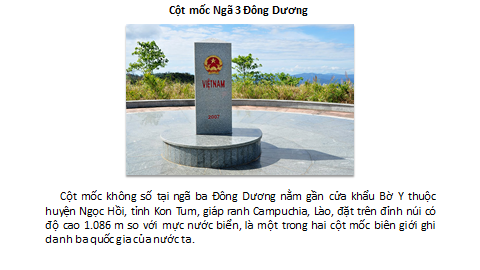 Cột mốc Ngã 3 Đông Dương
VIỆTNAM
2007
Cột mốc không số tại ngã ba Đông Dương nằm gần cửa khẩu Bờ Y thuộc
huyện Ngọc Hồi, tỉnh Kon Tum, giáp ranh Campuchia, Lào, đặt trên đỉnh núi có
độ cao 1.086 m so với mực nước biển, là một trong hai cột mốc biên giới ghi
danh ba quốc gia của nước ta.